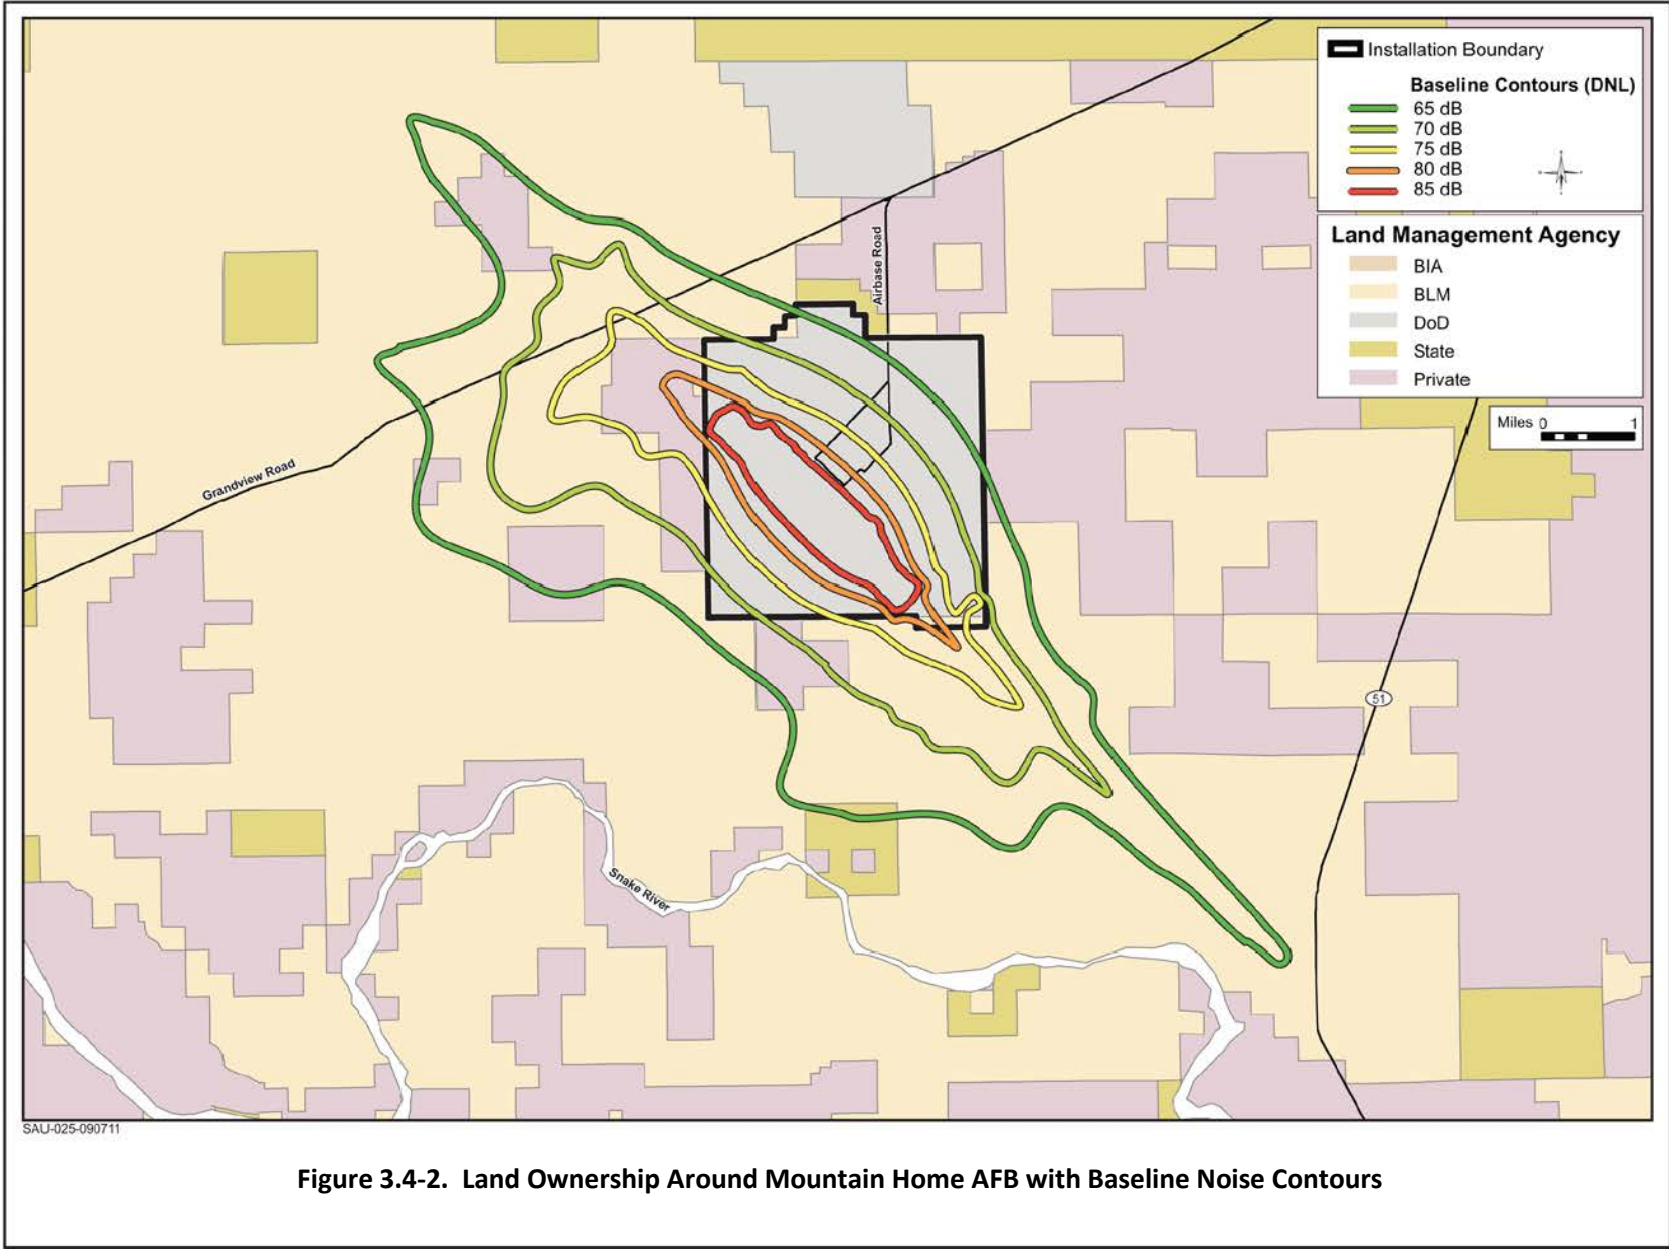 Installation Boundary
Baseline Contours (DNL)
65 dB
70 dB
75 dB
80 dB
85 dB
Land Management Agency
BIA
BLM
DoD
State
Private
Miles 0 1
Airbase Road
Grandview Road
51
Snake River
SAU-025-090711
Figure 3.4-2. Land Ownership Around Mountain Home AFB with Baseline Noise Contours